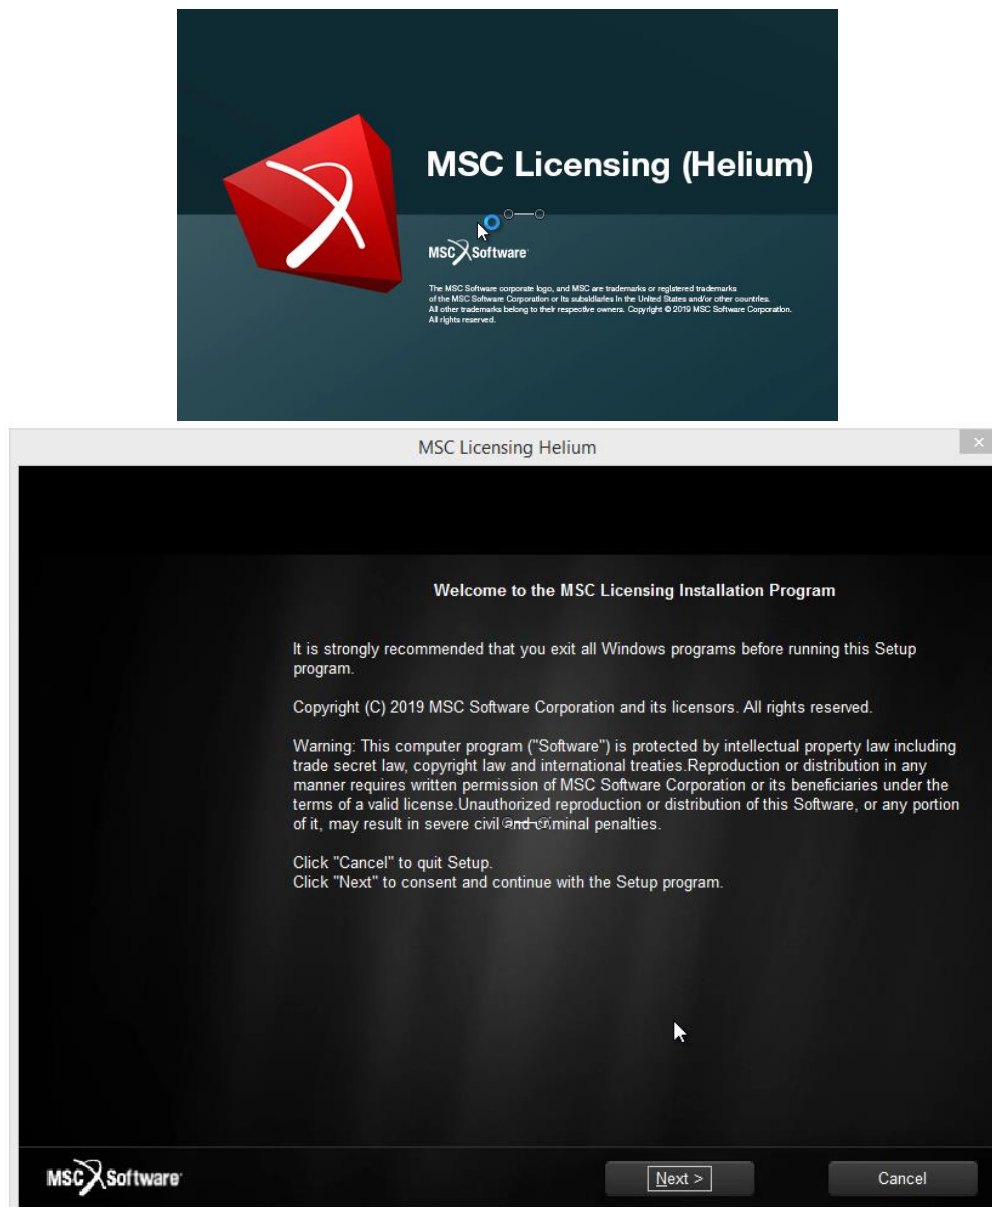 MSC Licensing (Helium)
MSC Software
The MSC Software corporate logo, and MSC are trademarks or registered trademarks
of the MSC Software Corporation or its subsidiaries in the United States and/or other countries.
All other trademarks belong to their respective owners. Copyright © 2019 MSC Software Corporation.
All rights reserved.
MSC Licensing Helium
Welcome to the MSC Licensing Installation Program
It is strongly recommended that you exit all Windows programs before running this Setup
program.
Copyright (C) 2019 MSC Software Corporation and its licensors. All rights reserved.
Warning: This computer program ("Software") is protected by intellectual property law including
trade secret law, copyright law and international treaties.Reproduction or distribution in any
manner requires written permission of MSC Software Corporation or its beneficiaries under the
terms of a valid license.Unauthorized reproduction or distribution of this Software, or any portion
of it, may result in severe civil and criminal penalties.
Click "Cancel" to quit Setup.
Click "Next" to consent and continue with the Setup program.
MSC Software
Next >
Cancel